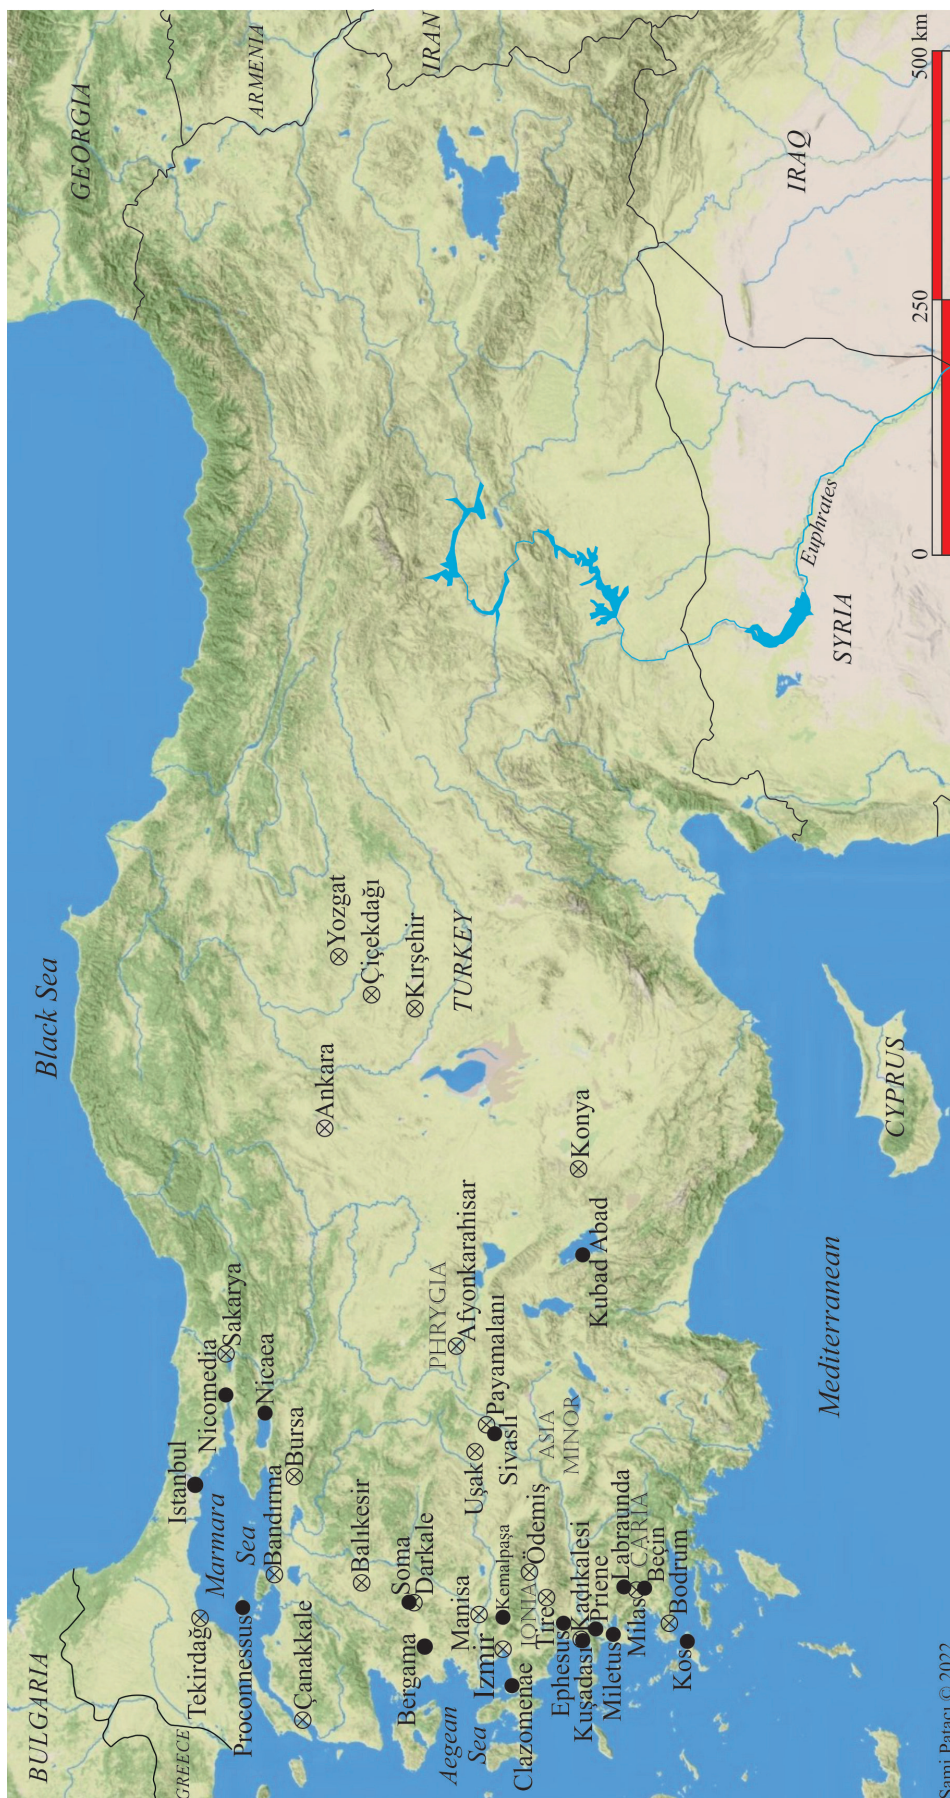 BULGARIA
Black Sea
GEORGIA
ARMENIA
IRAN
GREECE
Tekirdağ
Istanbul
Nicomedia
Sakarya
Proconnessus
Marmara
Sea
Nicaea
Çanakkale
Bandırma
Bursa
Ankara
Yozgat
Çiçekdağı
Kırşehir
TURKEY
Balıkesir
Bergama
Soma
Darkale
PHRYGIA
Afyonkarahisar
Aegean
Sea
Manisa
Uşak
Payamalanı
Sivaslı
Izmir
Kemalpaşa
Clazomenae
IONIA
Ödemiş
Tire
ASIA
MINOR
Ephesus
Kuşadası
Kadıkalesi
Priene
Miletus
Labraunda
Milas
CARIA
Beçin
Bodrum
Kos
Kubad Abad
Konya
Mediterranean
CYPRUS
SYRIA
Euphrates
IRAQ
0
250
500 km
Sami Patacı © 2022